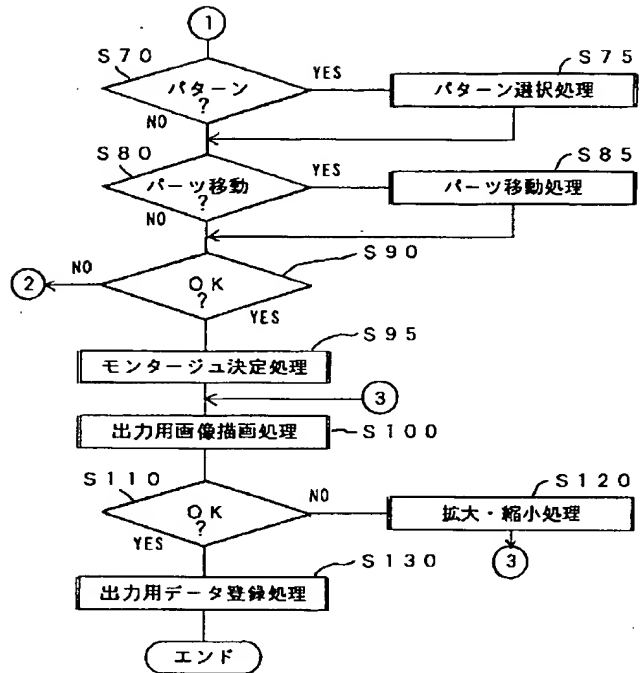 1
S70
パターン
?
YES
S75
パターン選択処理
NO
S80
パーツ移動
?
YES
S85
パーツ移動処理
NO
S90
2
NO
OK
?
YES
S95
モンタージュ決定処理
3
出力用画像描画処理
S100
S110
OK
?
NO
S120
拡大・縮小処理
YES
3
S130
出力用データ登録処理
エンド